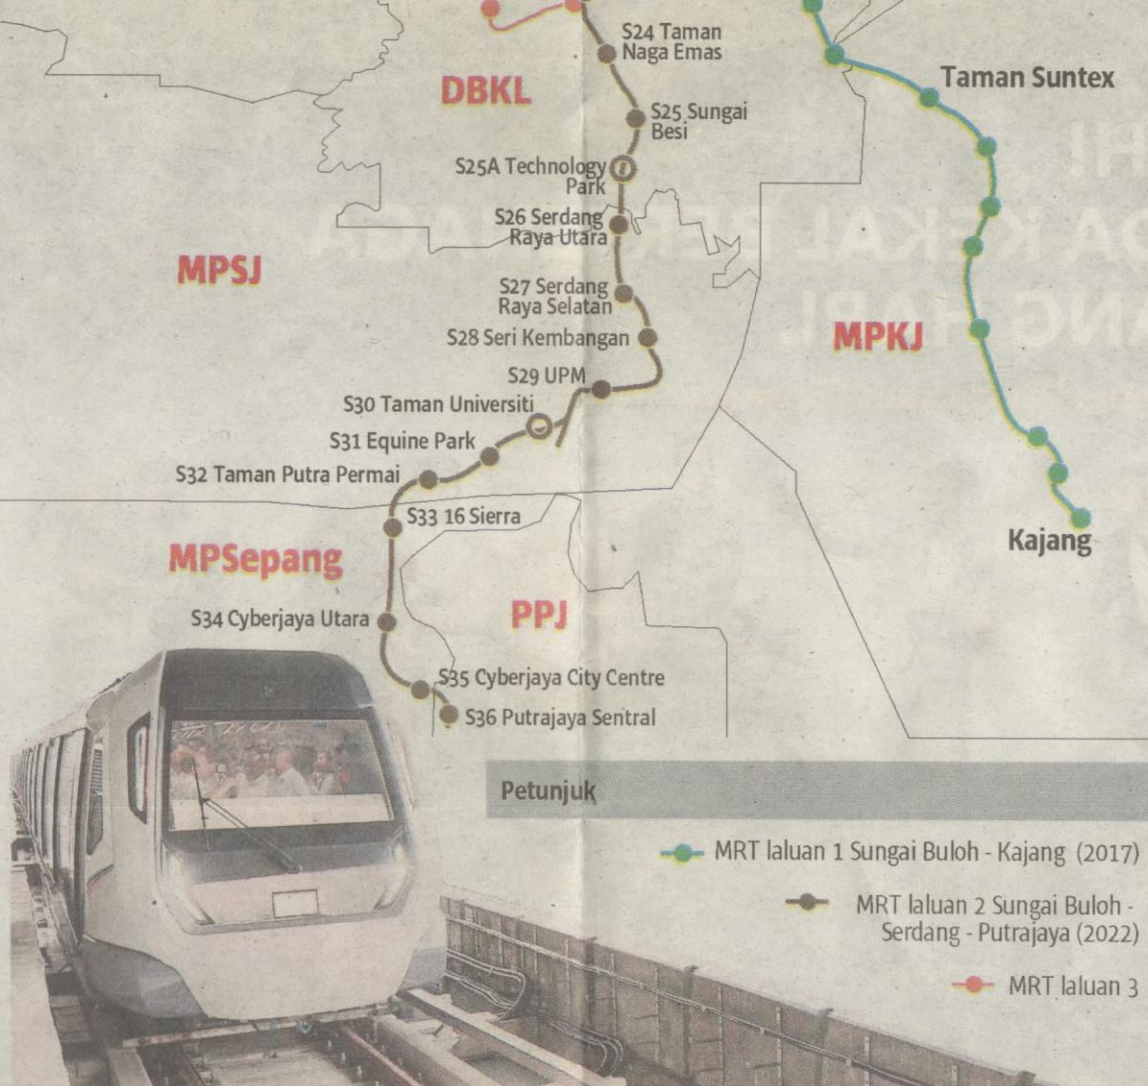 S24 Taman
Naga Emas
Taman Suntex
DBKL
S25 Sungai
Besi
S25A Technology
Park
S26 Serdang
Raya Utara
MPSJ
S27 Serdang
Raya Selatan
MPKJ
S28 Seri Kembangan
S29 UPM
S30 Taman Universiti
S31 Equine Park
S32 Taman Putra Permai
S33 16 Sierra
Kajang
MPSepang
PPJ
S34 Cyberjaya Utara
S35 Cyberjaya City Centre
S36 Putrajaya Sentral
Petunjuk
MRT laluan 1 Sungai Buloh - Kajang (2017)
MRT laluan 2 Sungai Buloh -
Serdang - Putrajaya (2022)
MRT laluan 3